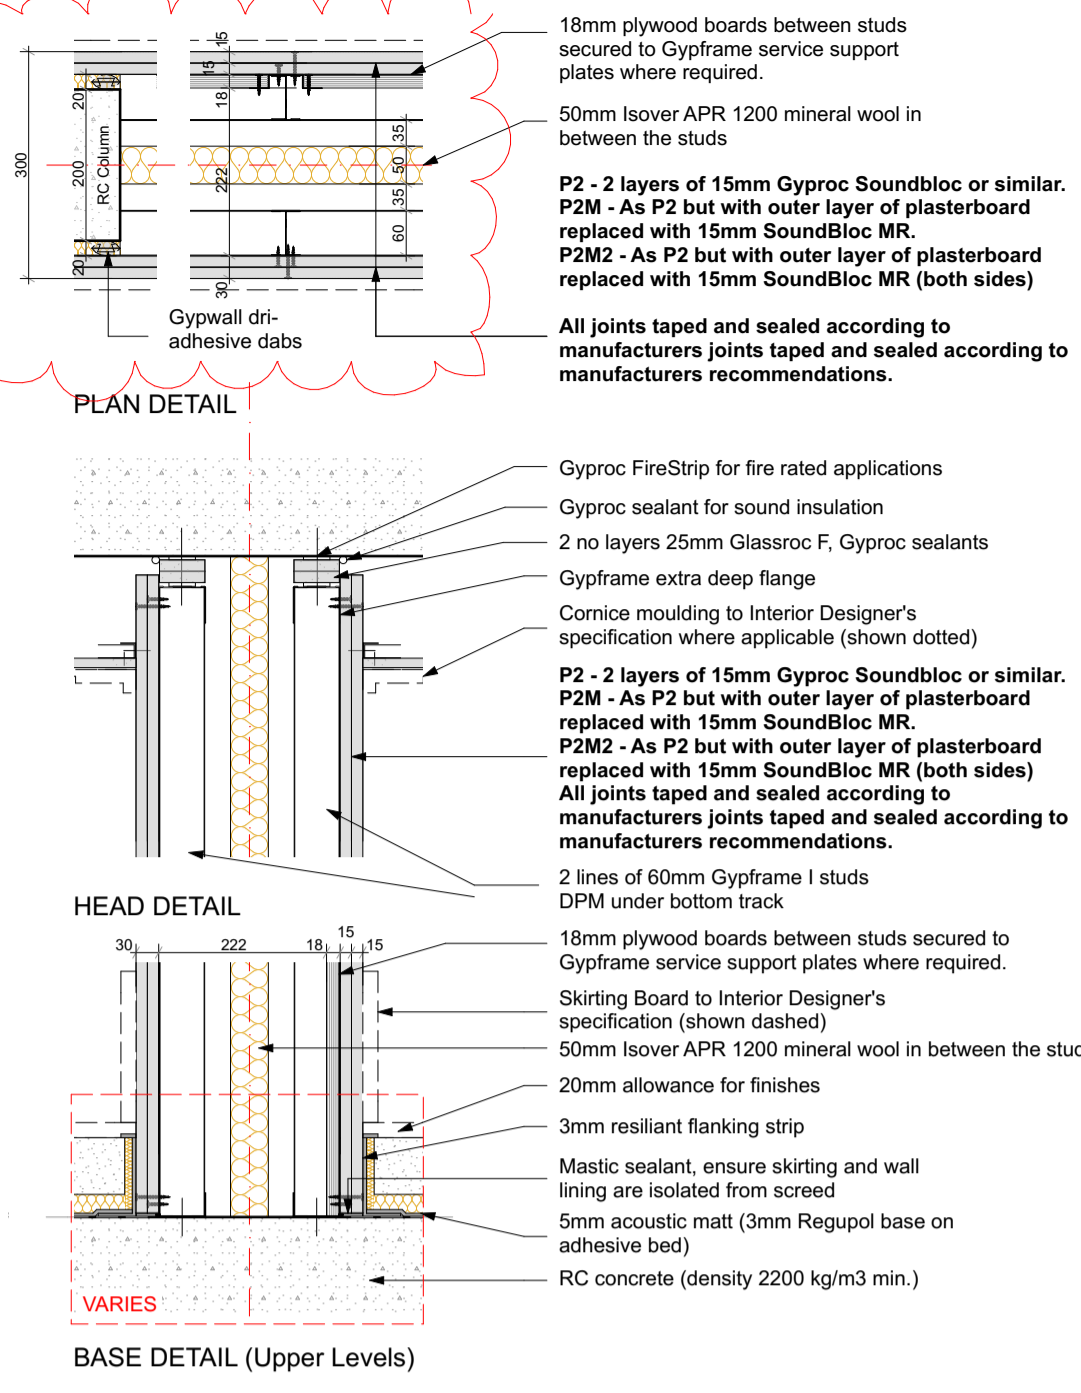 18mm plywood boards between studs
secured to Gypframe service support
plates where required.
50mm Isover APR 1200 mineral wool in
between the studs
P2 - 2 layers of 15mm Gyproc Soundbloc or similar.
P2M - As P2 but with outer layer of plasterboard
replaced with 15mm SoundBloc MR.
P2M2 - As P2 but with outer layer of plasterboard
replaced with 15mm SoundBloc MR (both sides)
All joints taped and sealed according to
manufacturers joints taped and sealed according to
manufacturers recommendations.
15
15
18
20
300
200
RC Column
222
35
50
35
60
20
30
Gypwall dri-
adhesive dabs
PLAN DETAIL
Gyproc FireStrip for fire rated applications
Gyproc sealant for sound insulation
2 no layers 25mm Glassroc F, Gyproc sealants
Gypframe extra deep flange
Cornice moulding to Interior Designer's
specification where applicable (shown dotted)
P2 - 2 layers of 15mm Gyproc Soundbloc or similar.
P2M - As P2 but with outer layer of plasterboard
replaced with 15mm SoundBloc MR.
P2M2 - As P2 but with outer layer of plasterboard
replaced with 15mm SoundBloc MR (both sides)
All joints taped and sealed according to
manufacturers joints taped and sealed according to
manufacturers recommendations.
2 lines of 60mm Gypframe I studs
DPM under bottom track
HEAD DETAIL
30
222
18
15
15
18mm plywood boards between studs secured to
Gypframe service support plates where required.
Skirting Board to Interior Designer's
specification (shown dashed)
50mm Isover APR 1200 mineral wool in between the stud
20mm allowance for finishes
3mm resiliant flanking strip
Mastic sealant, ensure skirting and wall
lining are isolated from screed
5mm acoustic matt (3mm Regupol base on
adhesive bed)
RC concrete (density 2200 kg/m3 min.)
VARIES
BASE DETAIL (Upper Levels)